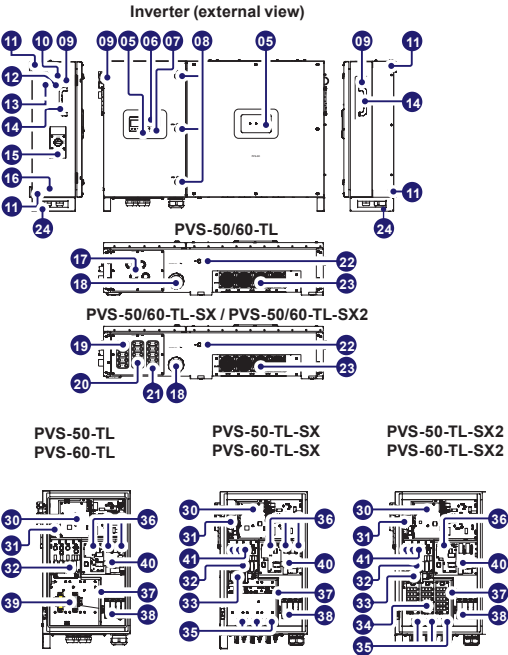 Inverter (external view)
11 10 09 09 05 06 07 08 05 09 11
12
13
14 14
15
16
11 11
24 24
PVS-50/60-TL
17 22
18 23
PVS-50/60-TL-SX / PVS-50/60-TL-SX2
19 22
20 21 18 23
PVS-50-TL PVS-50-TL-SX PVS-50-TL-SX2
PVS-60-TL PVS-60-TL-SX PVS-60-TL-SX2
30 36 30 36 30 36
31 31 31
32 40 41 40 41 40
32 32
37 33 37 33 37
39 38 38 34 38
35 35